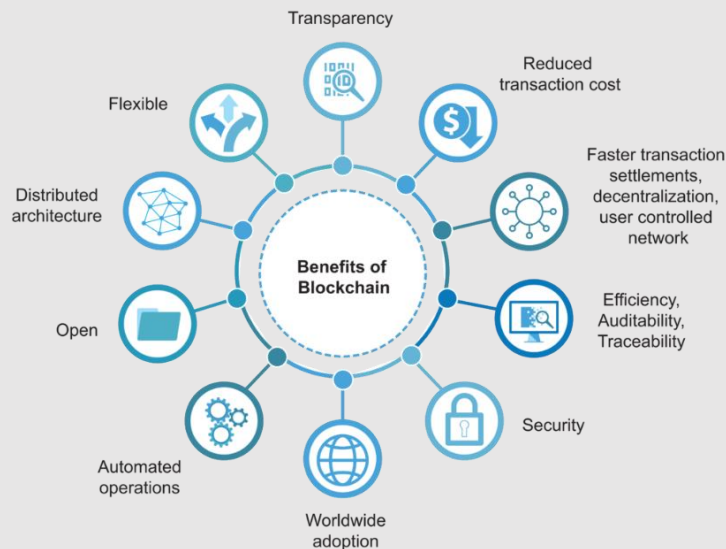 Transparency
Reduced
transaction cost
Faster transaction
settlements,
decentralization,
user controlled
network
Efficiency,
Auditability,
Traceability
Security
Worldwide
adoption
Automated
operations
Open
Distributed
architecture
Flexible
Benefits of
Blockchain
ID
$